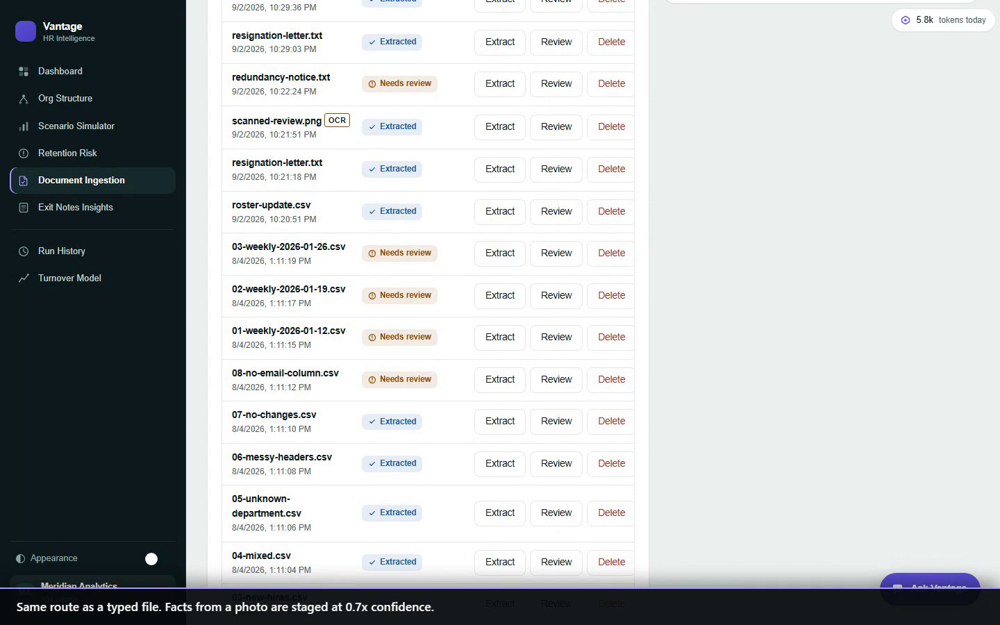 Vantage
HR Intelligence
Dashboard
Org Structure
Scenario Simulator
Retention Risk
Document Ingestion
Exit Notes Insights
Run History
Turnover Model
Appearance
Meridian Analytics
5.8k tokens today
9/2/2026, 10:29:36 PM
Extracted Extract Review Delete
resignation-letter.txt
9/2/2026, 10:29:03 PM
Extracted Extract Review Delete
redundancy-notice.txt
9/2/2026, 10:22:24 PM
Needs review Extract Review Delete
scanned-review.png OCR
9/2/2026, 10:21:51 PM
Extracted Extract Review Delete
resignation-letter.txt
9/2/2026, 10:21:18 PM
Extracted Extract Review Delete
roster-update.csv
9/2/2026, 10:20:51 PM
Extracted Extract Review Delete
03-weekly-2026-01-26.csv
8/4/2026, 1:11:19 PM
Needs review Extract Review Delete
02-weekly-2026-01-19.csv
8/4/2026, 1:11:17 PM
Needs review Extract Review Delete
01-weekly-2026-01-12.csv
8/4/2026, 1:11:15 PM
Needs review Extract Review Delete
08-no-email-column.csv
8/4/2026, 1:11:12 PM
Needs review Extract Review Delete
07-no-changes.csv
8/4/2026, 1:11:10 PM
Extracted Extract Review Delete
06-messy-headers.csv
8/4/2026, 1:11:08 PM
Extracted Extract Review Delete
05-unknown-
department.csv
8/4/2026, 1:11:06 PM
Extracted Extract Review Delete
04-mixed.csv
8/4/2026, 1:11:04 PM
Extracted Extract Review Delete
03-new-hires.csv
Extract Review Delete
Ask Vantage
Same route as a typed file. Facts from a photo are staged at 0.7x confidence.